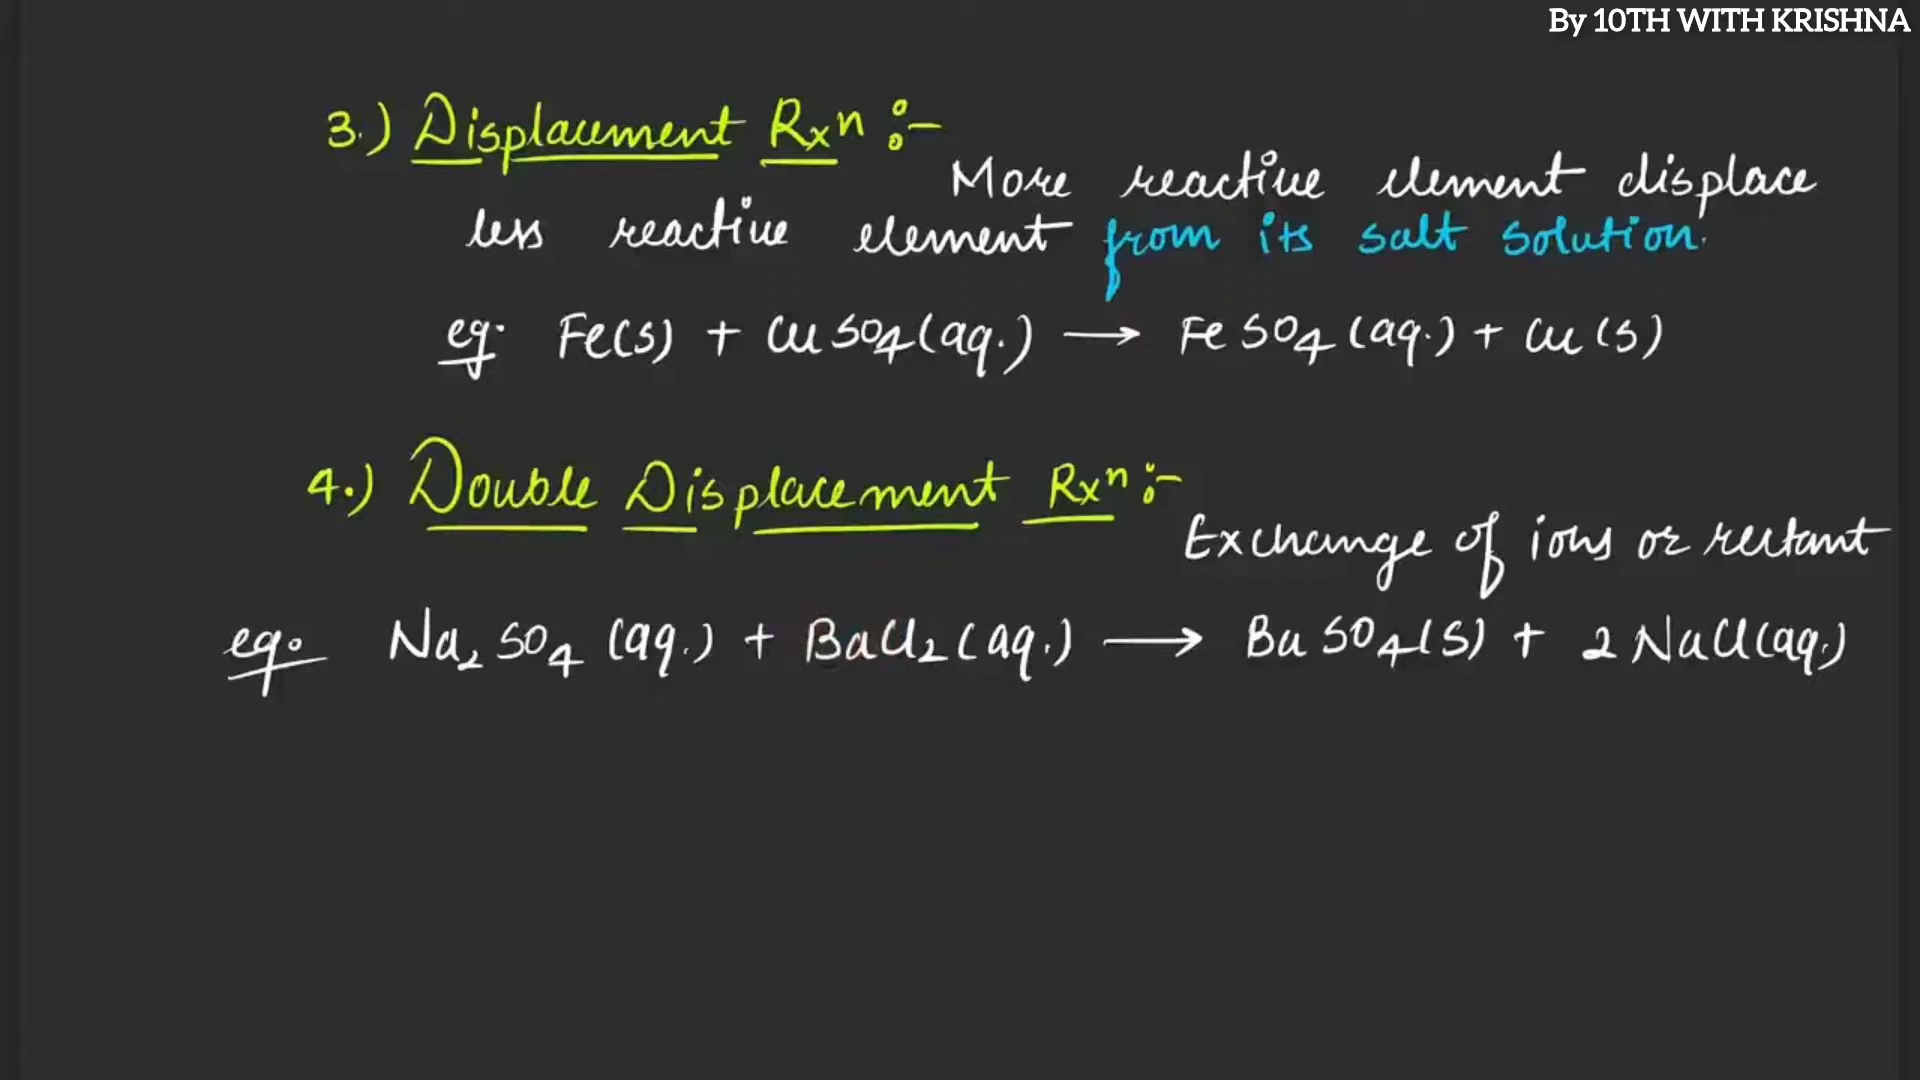 By 10TH WITH KRISHNA
3.) Displacement Rxn :-
More reactive element displace
less reactive element from its salt solution.
eg. Fe(s) + CuSO4(aq.) → FeSO4(aq.) + Cu(s)
4.) Double Displacement Rxn :-
Exchange of ions or rectant
eg. Na2SO4 (aq.) + BaCl2(aq.) → BaSO4(s) + 2NaCl(aq.)